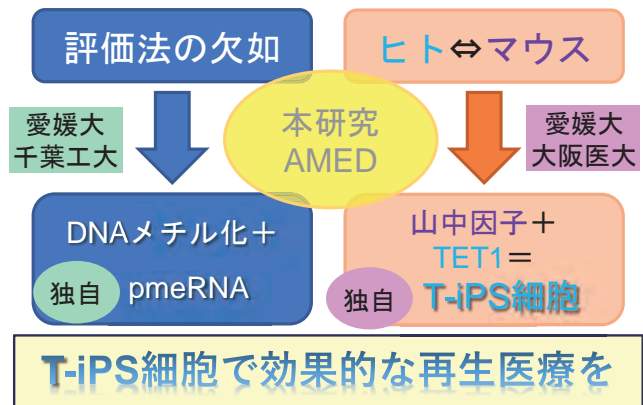 評価法の欠如
ヒト⇔マウス
愛媛大
千葉工大
本研究
AMED
愛媛大
大阪医大
DNAメチル化＋
独自 pmeRNA
山中因子＋
TET1＝
独自 T-iPS細胞
T-iPS細胞で効果的な再生医療を